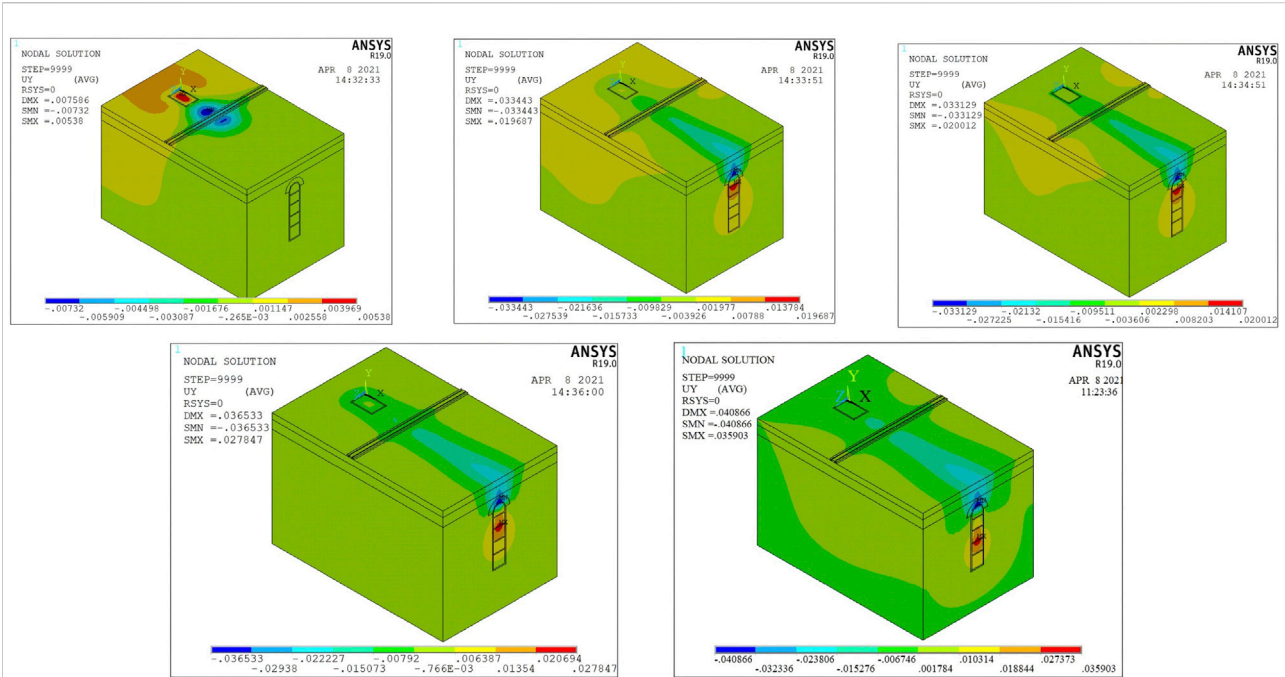 1
ANSYS
R19.0
NODAL SOLUTION
STEP=9999
UY (AVG)
RSYS=0
DMX =.007586
SMN =-.00732
SMX =.00538
APR 8 2021
14:32:33
Y
Z X
-.00732 -.004498 -.001676 .001147 .003969
-.005909 -.003087 -.265E-03 .002558 .00538
1
ANSYS
R19.0
NODAL SOLUTION
STEP=9999
UY (AVG)
RSYS=0
DMX =.033443
SMN =-.033443
SMX =.019687
APR 8 2021
14:33:51
Y
Z X
-.033443 -.021636 -.009829 .001977 .013784
-.027539 -.015733 -.003926 .00788 .019687
1
ANSYS
R19.0
NODAL SOLUTION
STEP=9999
UY (AVG)
RSYS=0
DMX =.033129
SMN =-.033129
SMX =.020012
APR 8 2021
14:34:51
Y
Z X
-.033129 -.02132 -.009511 .002298 .014107
-.027225 -.015416 -.003606 .008203 .020012
1
ANSYS
R19.0
NODAL SOLUTION
STEP=9999
UY (AVG)
RSYS=0
DMX =.036533
SMN =-.036533
SMX =.027847
APR 8 2021
14:36:00
Y
Z X
-.036533 -.022227 -.00792 .006387 .020694
-.02938 -.015073 -.766E-03 .01354 .027847
1
ANSYS
R19.0
NODAL SOLUTION
STEP=9999
UY (AVG)
RSYS=0
DMX =.040866
SMN =-.040866
SMX =.035903
APR 8 2021
11:23:36
Y
Z X
-.040866 -.023806 -.006746 .010314 .027373
-.032336 -.015276 .001784 .018844 .035903